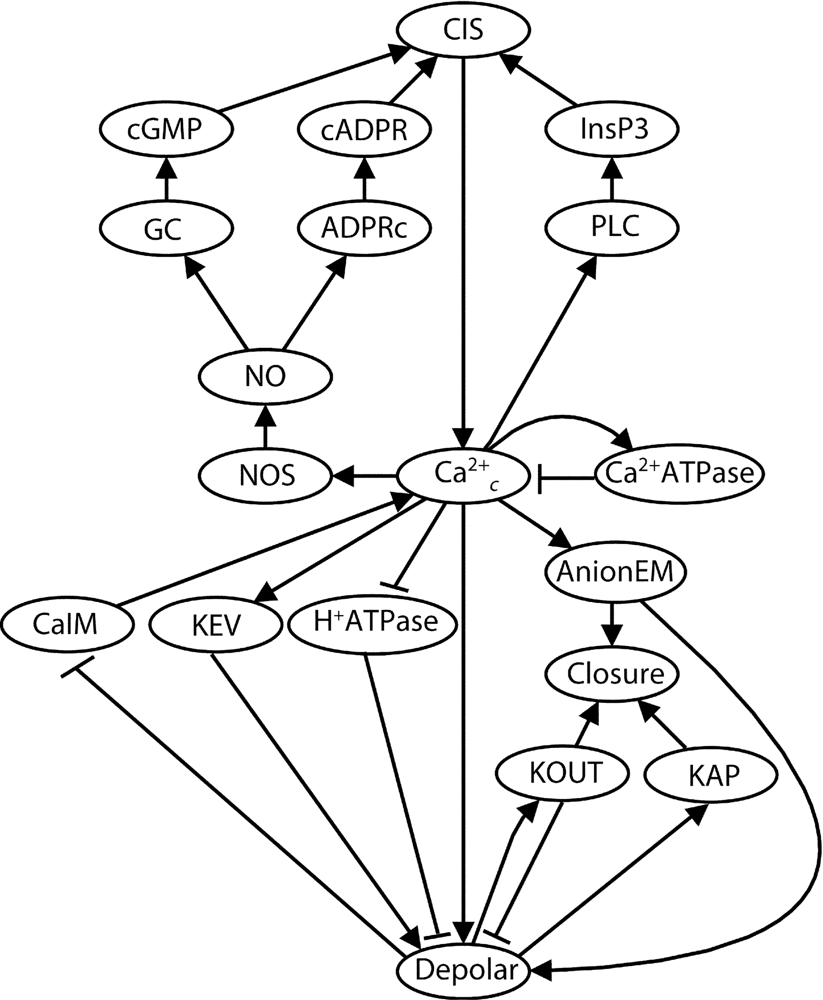 CIS
cGMP
cADPR
InsP3
GC
ADPRc
PLC
NO
NOS
Ca²⁺c
Ca²⁺ATPase
AnionEM
CaIM
KEV
H⁺ATPase
Closure
KOUT
KAP
Depolar